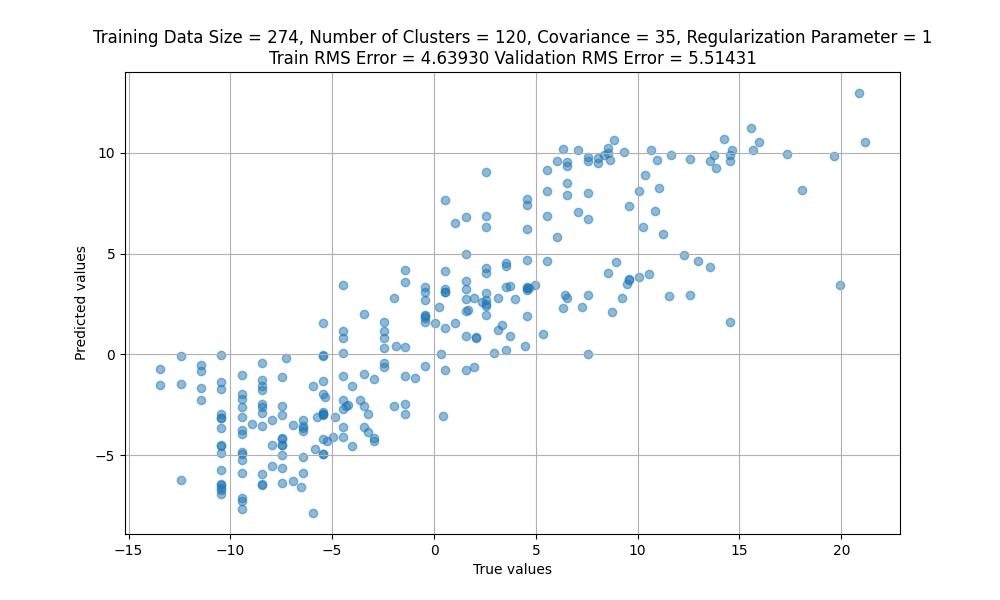 Training Data Size = 274, Number of Clusters = 120, Covariance = 35, Regularization Parameter = 1
Train RMS Error = 4.63930 Validation RMS Error = 5.51431
Predicted values
10
5
0
−5
−15 −10 −5 0 5 10 15 20
True values